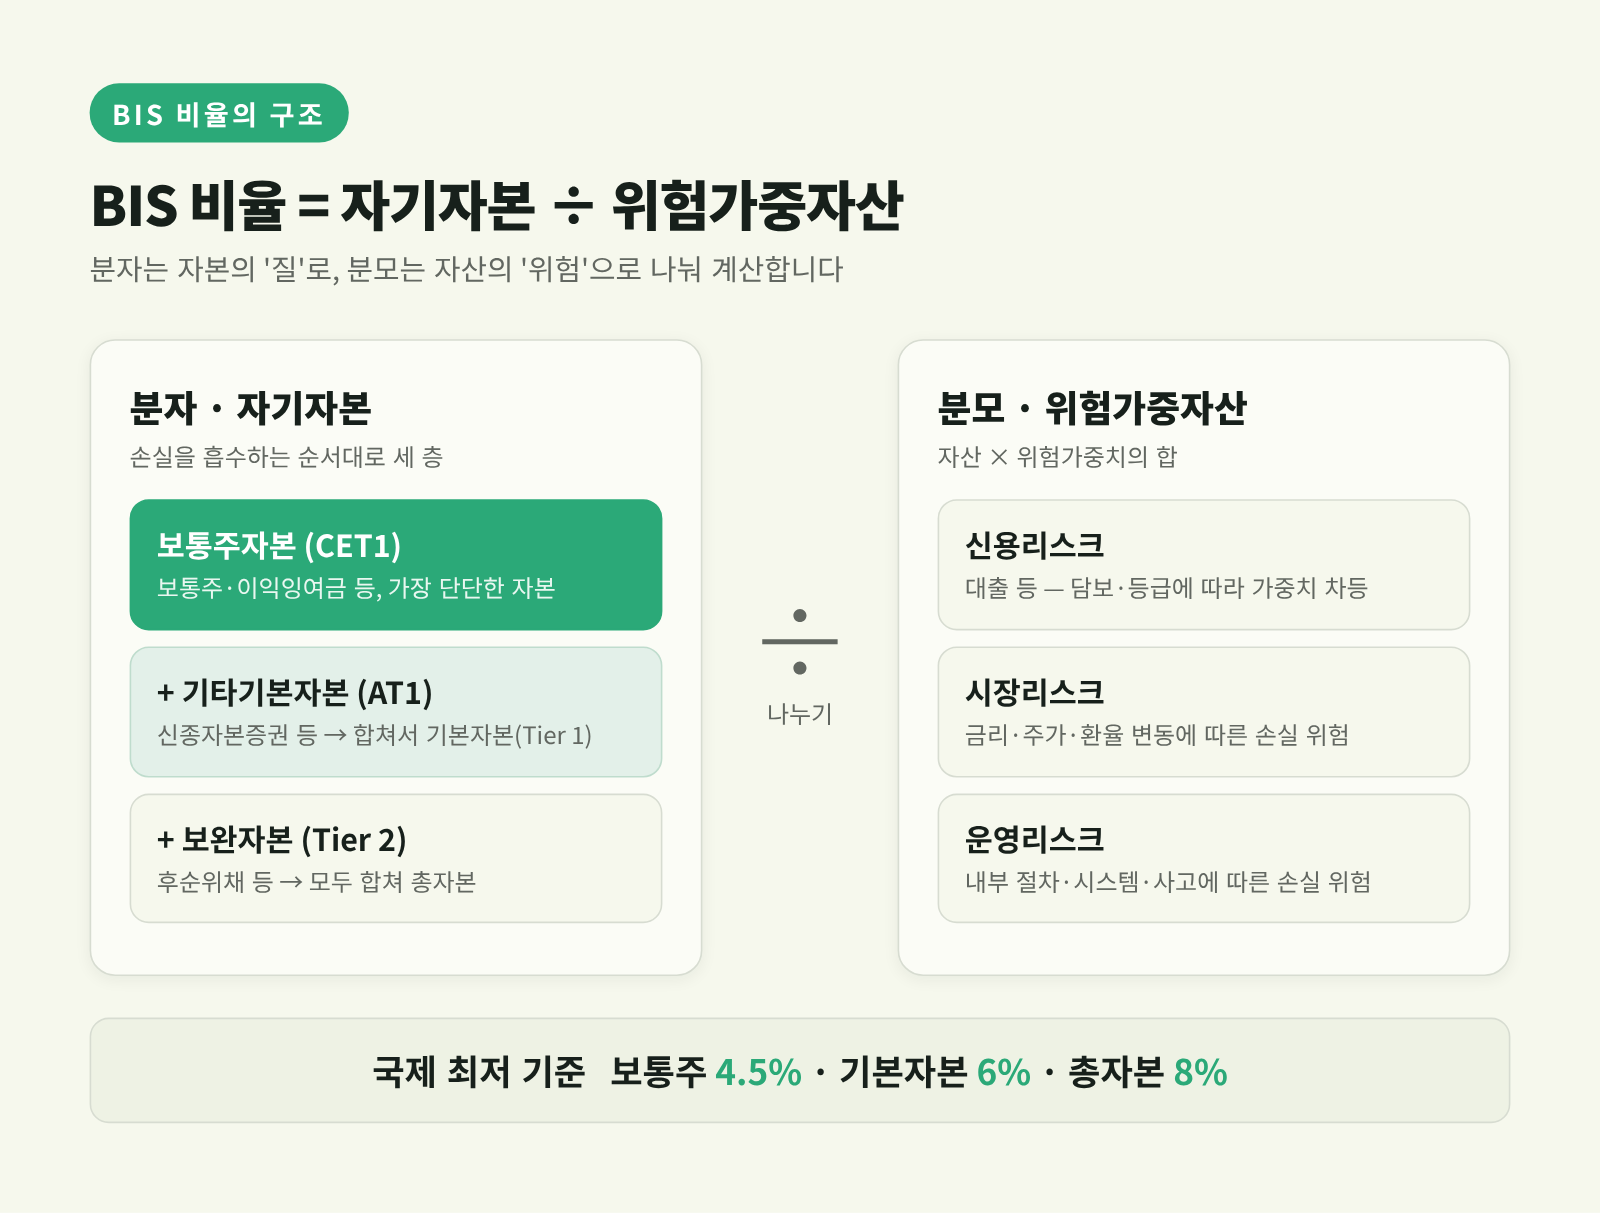 BIS 비율의 구조
BIS 비율 = 자기자본 ÷ 위험가중자산
분자는 자본의 '질'로, 분모는 자산의 '위험'으로 나눠 계산합니다
분자 · 자기자본
손실을 흡수하는 순서대로 세 층
보통주자본 (CET1)
보통주·이익잉여금 등, 가장 단단한 자본
+ 기타기본자본 (AT1)
신종자본증권 등 → 합쳐서 기본자본(Tier 1)
+ 보완자본 (Tier 2)
후순위채 등 → 모두 합쳐 총자본
÷
나누기
분모 · 위험가중자산
자산 × 위험가중치의 합
신용리스크
대출 등 — 담보·등급에 따라 가중치 차등
시장리스크
금리·주가·환율 변동에 따른 손실 위험
운영리스크
내부 절차·시스템·사고에 따른 손실 위험
국제 최저 기준 보통주 4.5% · 기본자본 6% · 총자본 8%